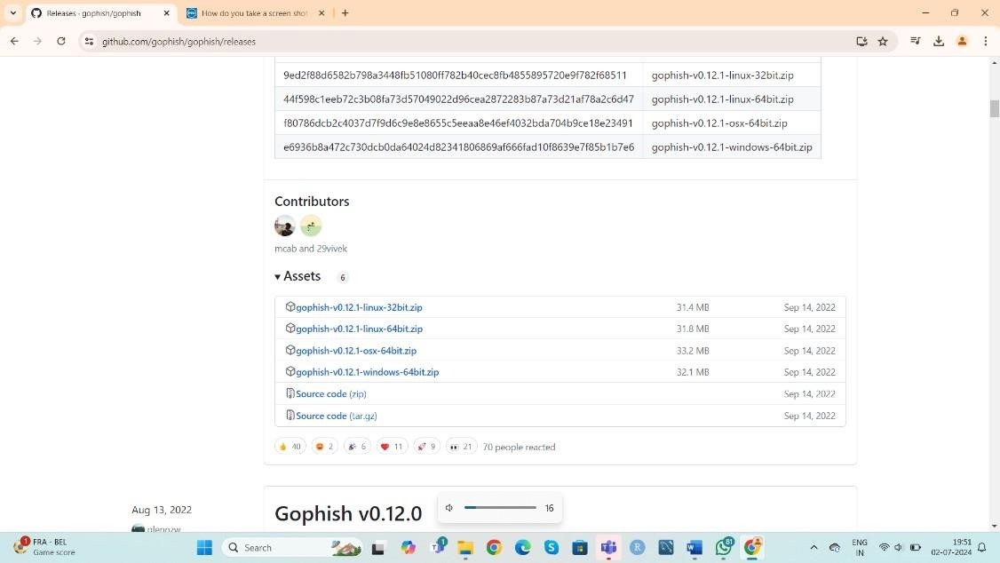 Releases · gophish/gophish
How do you take a screen shot
github.com/gophish/gophish/releases
9ed2f88d6582b798a3448fb51080ff782b40cec8fb4855895720e9f782f68511 gophish-v0.12.1-linux-32bit.zip
44f598c1eeb72c3b08fa73d57049022d96cea2872283b87a73d21af78a2c6d47 gophish-v0.12.1-linux-64bit.zip
f80786dcb2c4037d7f9d6c9e8e8655c5eeaa8e46ef4032bda704b9ce18e23491 gophish-v0.12.1-osx-64bit.zip
e6936b8a472c730dcb0da64024d82341806869af666fad10f8639e7f85b1b7e6 gophish-v0.12.1-windows-64bit.zip
Contributors
mcab and 29vivek
Assets 6
gophish-v0.12.1-linux-32bit.zip 31.4 MB Sep 14, 2022
gophish-v0.12.1-linux-64bit.zip 31.8 MB Sep 14, 2022
gophish-v0.12.1-osx-64bit.zip 33.2 MB Sep 14, 2022
gophish-v0.12.1-windows-64bit.zip 32.1 MB Sep 14, 2022
Source code (zip) Sep 14, 2022
Source code (tar.gz) Sep 14, 2022
40 2 6 11 9 21 70 people reacted
Aug 13, 2022
Gophish v0.12.0
16
FRA - BEL
Game score
1
Search
1
81
ENG
IN
19:51
02-07-2024